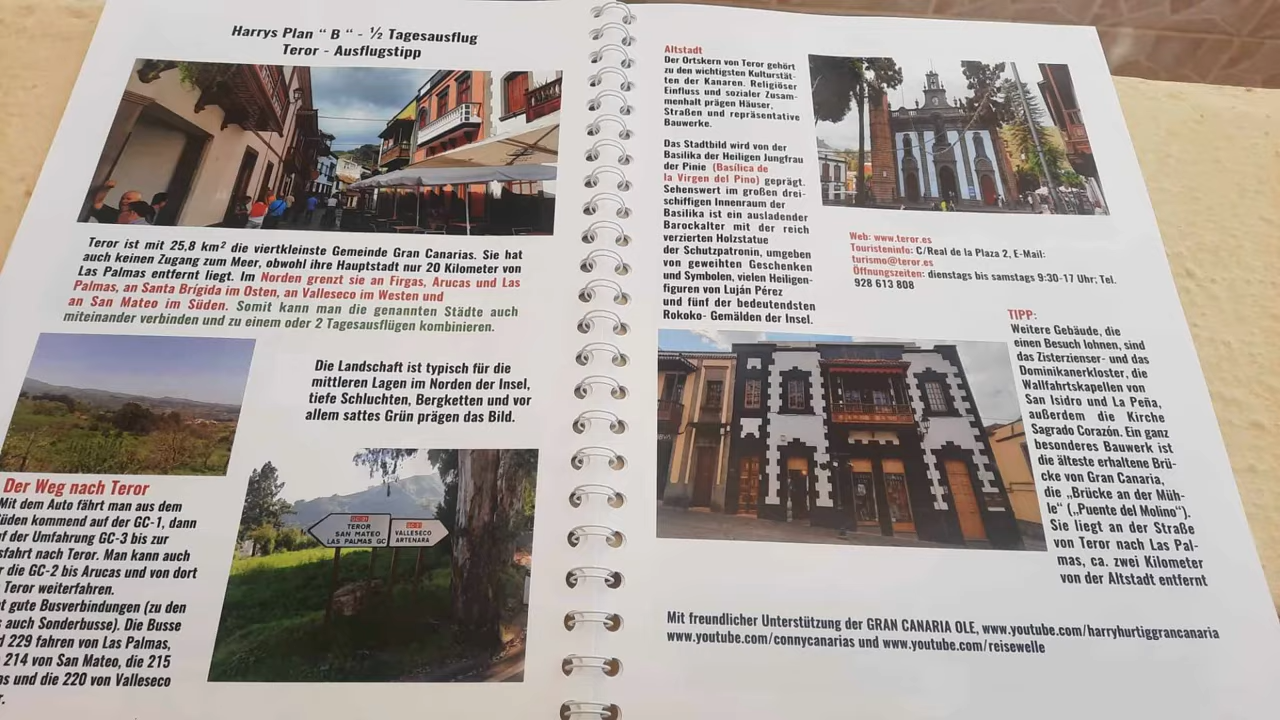 Harrys Plan “ B “ - ½ Tagesausflug
Teror - Ausflugstipp
Teror ist mit 25,8 km² die viertkleinste Gemeinde Gran Canarias. Sie hat
auch keinen Zugang zum Meer, obwohl ihre Hauptstadt nur 20 Kilometer von
Las Palmas entfernt liegt. Im Norden grenzt sie an Firgas, Arucas und Las
Palmas, an Santa Brígida im Osten, an Valleseco im Westen und
an San Mateo im Süden. Somit kann man die genannten Städte auch
miteinander verbinden und zu einem oder 2 Tagesausflügen kombinieren.
Die Landschaft ist typisch für die
mittleren Lagen im Norden der Insel,
tiefe Schluchten, Bergketten und vor
allem sattes Grün prägen das Bild.
TEROR
SAN MATEO
LAS PALMAS GC
VALLESECO
ARTENARA
Der Weg nach Teror
Mit dem Auto fährt man aus dem
üden kommend auf der GC-1, dann
f der Umfahrung GC-3 bis zur
sfahrt nach Teror. Man kann auch
r die GC-2 bis Arucas und von dort
Teror weiterfahren.
t gute Busverbindungen (zu den
s auch Sonderbusse). Die Busse
d 229 fahren von Las Palmas,
214 von San Mateo, die 215
as und die 220 von Valleseco
r.
Altstadt
Der Ortskern von Teror gehört
zu den wichtigsten Kulturstät-
ten der Kanaren. Religiöser
Einfluss und sozialer Zusam-
menhalt prägen Häuser,
Straßen und repräsentative
Bauwerke.
Das Stadtbild wird von der
Basilika der Heiligen Jungfrau
der Pinie (Basílica de
la Virgen del Pino) geprägt.
Sehenswert im großen drei-
schiffigen Innenraum der
Basilika ist ein ausladender
Barockalter mit der reich
verzierten Holzstatue
der Schutzpatronin, umgeben
von geweihten Geschenken
und Symbolen, vielen Heiligen-
figuren von Luján Pérez
und fünf der bedeutendsten
Rokoko- Gemälden der Insel.
Web: www.teror.es
Touristeninfo: C/Real de la Plaza 2, E-Mail:
turismo@teror.es
Öffnungszeiten: dienstags bis samstags 9:30-17 Uhr; Tel.
928 613 808
TIPP:
Weitere Gebäude, die
einen Besuch lohnen, sind
das Zisterzienser- und das
Dominikanerkloster, die
Wallfahrtskapellen von
San Isidro und La Peña,
außerdem die Kirche
Sagrado Corazón. Ein ganz
besonderes Bauwerk ist
die älteste erhaltene Brü-
cke von Gran Canaria,
die „Brücke an der Müh-
le“ („Puente del Molino“).
Sie liegt an der Straße
von Teror nach Las Pal-
mas, ca. zwei Kilometer
von der Altstadt entfernt
Mit freundlicher Unterstützung der GRAN CANARIA OLE, www.youtube.com/harryhurtiggrancanaria
www.youtube.com/connycanarias und www.youtube.com/reisewelle